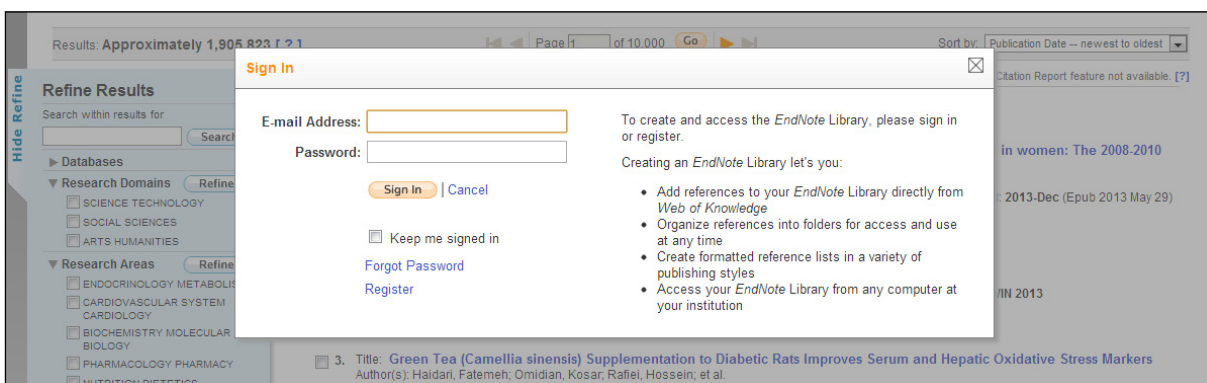 Results: Approximately 1,905,823 [ ? ]
Page 1 of 10,000 Go
Sort by: Publication Date -- newest to oldest
Hide Refine
Citation Report feature not available. [?]
Refine Results
Search within results for
Search
Databases
Research Domains Refine
SCIENCE TECHNOLOGY
SOCIAL SCIENCES
ARTS HUMANITIES
Research Areas Refine
ENDOCRINOLOGY METABOLIS
CARDIOVASCULAR SYSTEM
CARDIOLOGY
BIOCHEMISTRY MOLECULAR
BIOLOGY
PHARMACOLOGY PHARMACY
NUTRITION DIETETICS
Sign In
E-mail Address:
Password:
Sign In | Cancel
Keep me signed in
Forgot Password
Register
To create and access the EndNote Library, please sign in
or register.
Creating an EndNote Library let's you:
• Add references to your EndNote Library directly from
Web of Knowledge
• Organize references into folders for access and use
at any time
• Create formatted reference lists in a variety of
publishing styles
• Access your EndNote Library from any computer at
your institution
in women: The 2008-2010
2013-Dec (Epub 2013 May 29)
/IN 2013
3. Title: Green Tea (Camellia sinensis) Supplementation to Diabetic Rats Improves Serum and Hepatic Oxidative Stress Markers
Author(s): Haidari, Fatemeh; Omidian, Kosar; Rafiei, Hossein; et al.